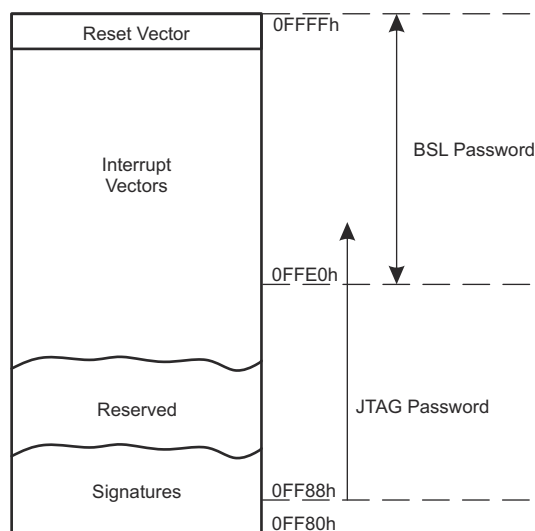 Reset Vector
0FFFFh
BSL Password
Interrupt
Vectors
0FFE0h
Reserved
JTAG Password
Signatures
0FF88h
0FF80h